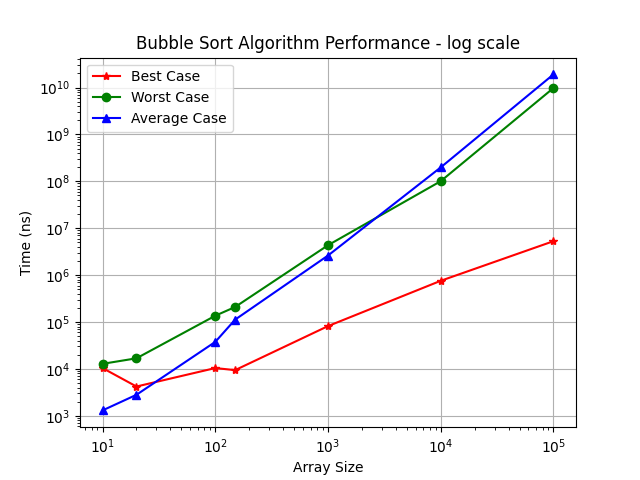 Bubble Sort Algorithm Performance - log scale
Best Case
Worst Case
Average Case
Time (ns)
10^10
10^9
10^8
10^7
10^6
10^5
10^4
10^3
10^1 10^2 10^3 10^4 10^5
Array Size